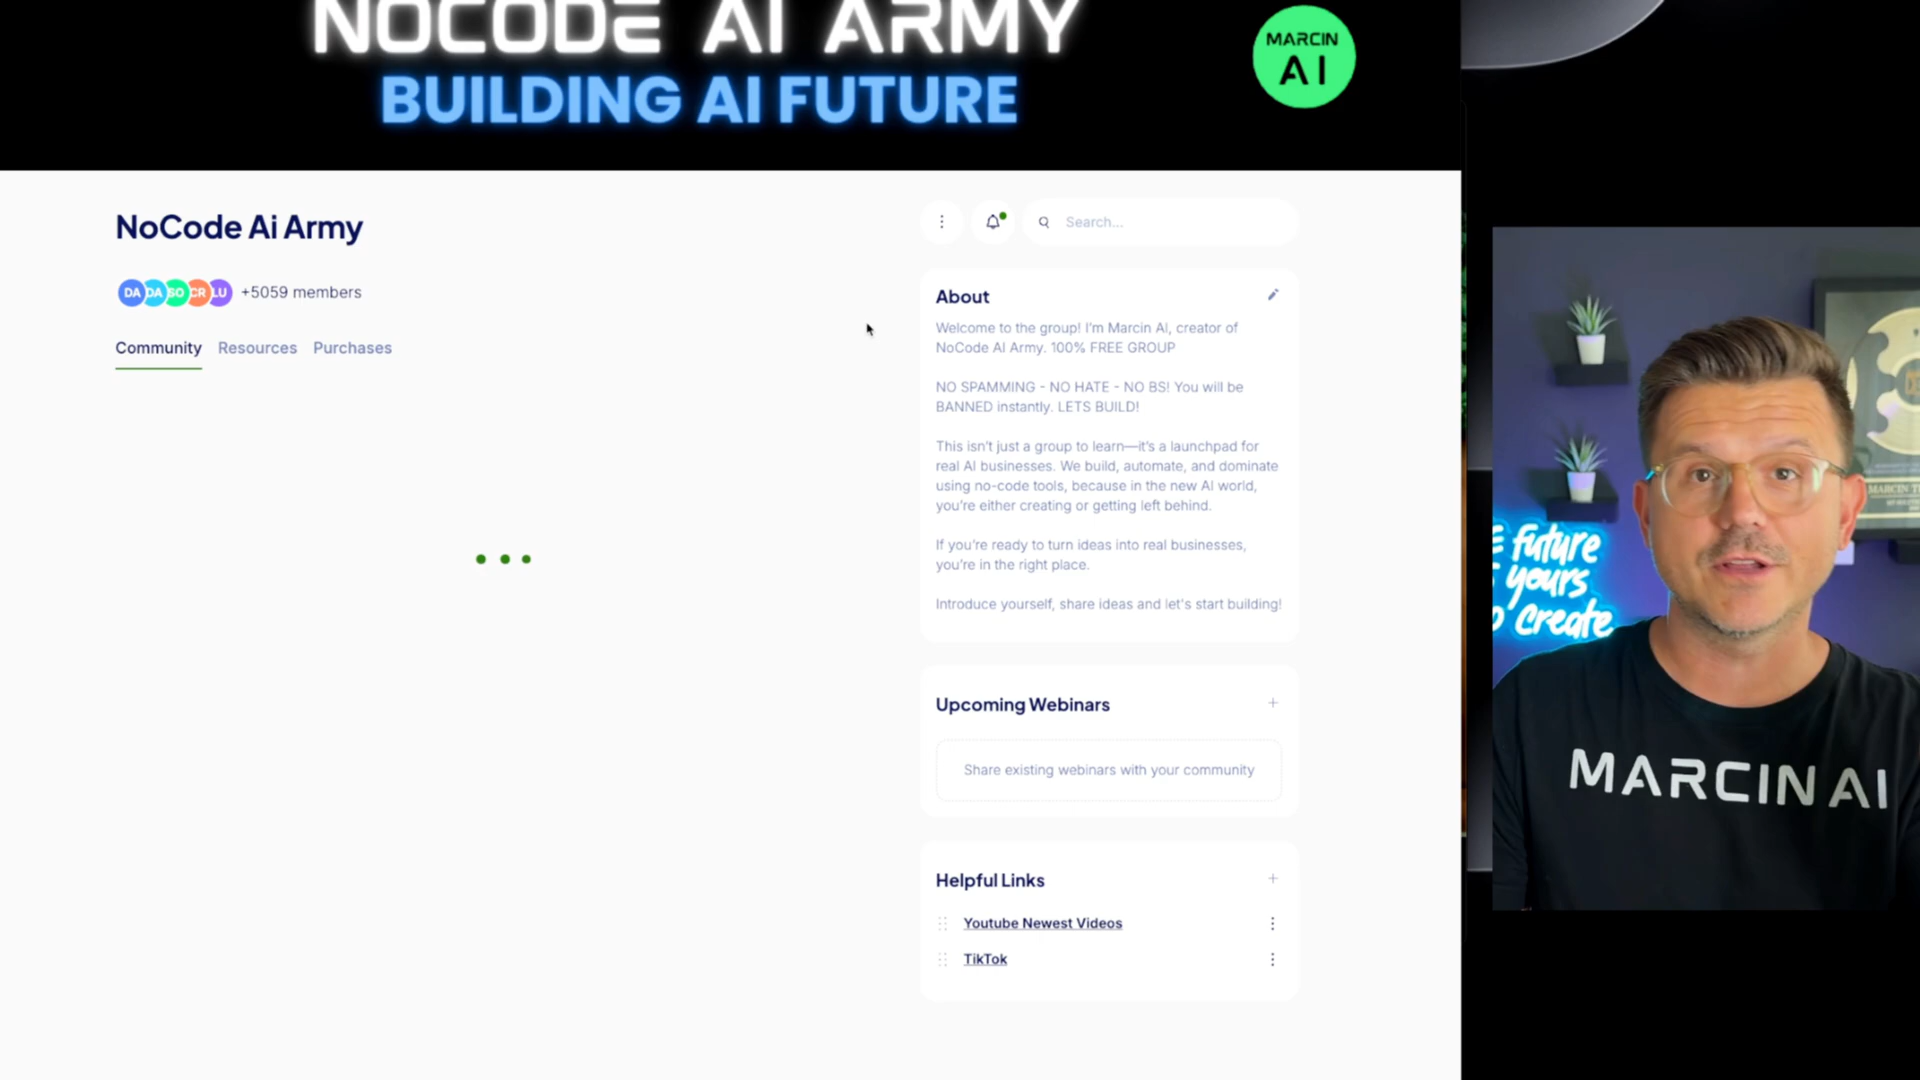 NOCODE AI ARMY
BUILDING AI FUTURE
MARCIN
AI
NoCode Ai Army
DA DA SO CR LU +5059 members
Community Resources Purchases
Search...
About
Welcome to the group! I'm Marcin AI, creator of
NoCode AI Army. 100% FREE GROUP
NO SPAMMING - NO HATE - NO BS! You will be
BANNED instantly. LETS BUILD!
This isn't just a group to learn—it's a launchpad for
real AI businesses. We build, automate, and dominate
using no-code tools, because in the new AI world,
you're either creating or getting left behind.
If you're ready to turn ideas into real businesses,
you're in the right place.
Introduce yourself, share ideas and let's start building!
Upcoming Webinars
Share existing webinars with your community
Helpful Links
Youtube Newest Videos
TikTok
future
yours
Create
MARCIN AI